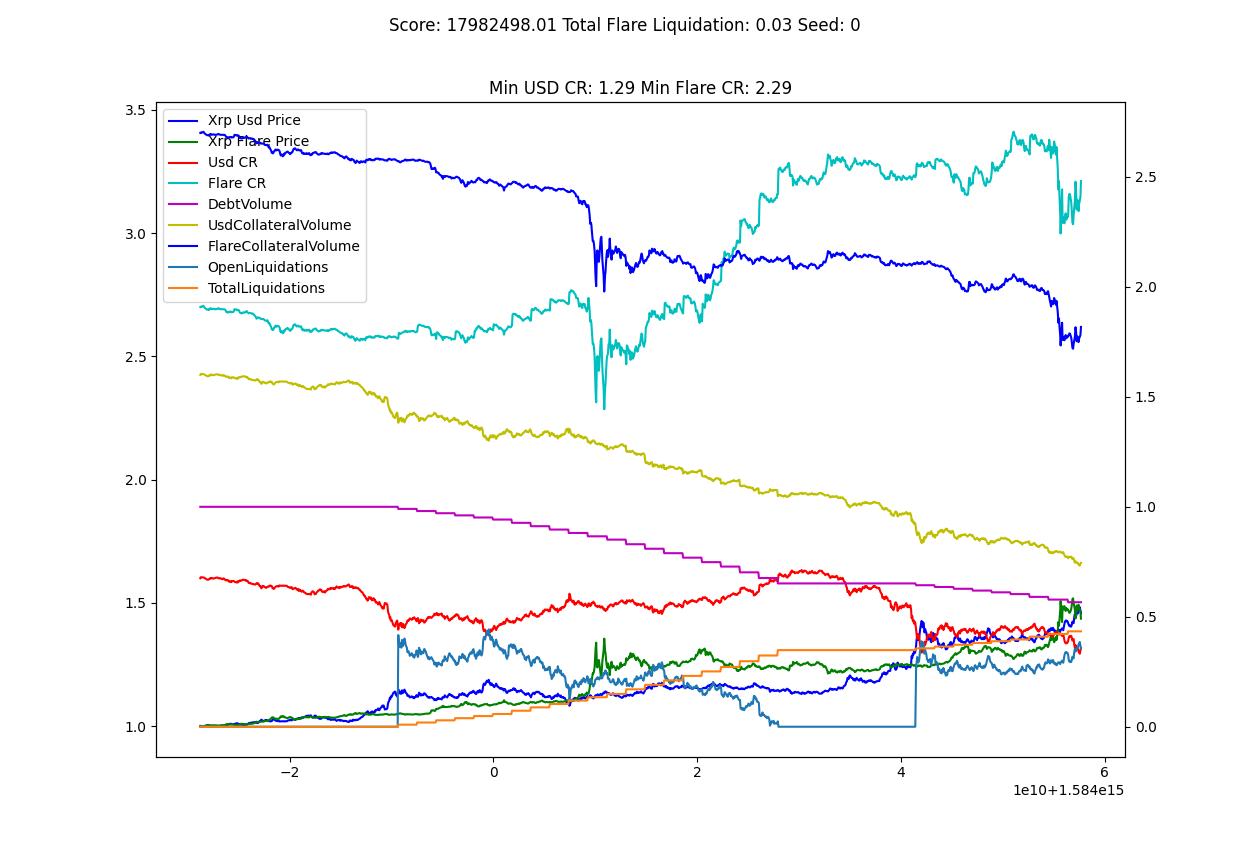 Score: 17982498.01 Total Flare Liquidation: 0.03 Seed: 0
Min USD CR: 1.29 Min Flare CR: 2.29
3.5
3.0
2.5
2.0
1.5
1.0
Xrp Usd Price
Xrp Flare Price
Usd CR
Flare CR
DebtVolume
UsdCollateralVolume
FlareCollateralVolume
OpenLiquidations
TotalLiquidations
2.5
2.0
1.5
1.0
0.5
0.0
−2 0 2 4 6
1e10+1.584e15